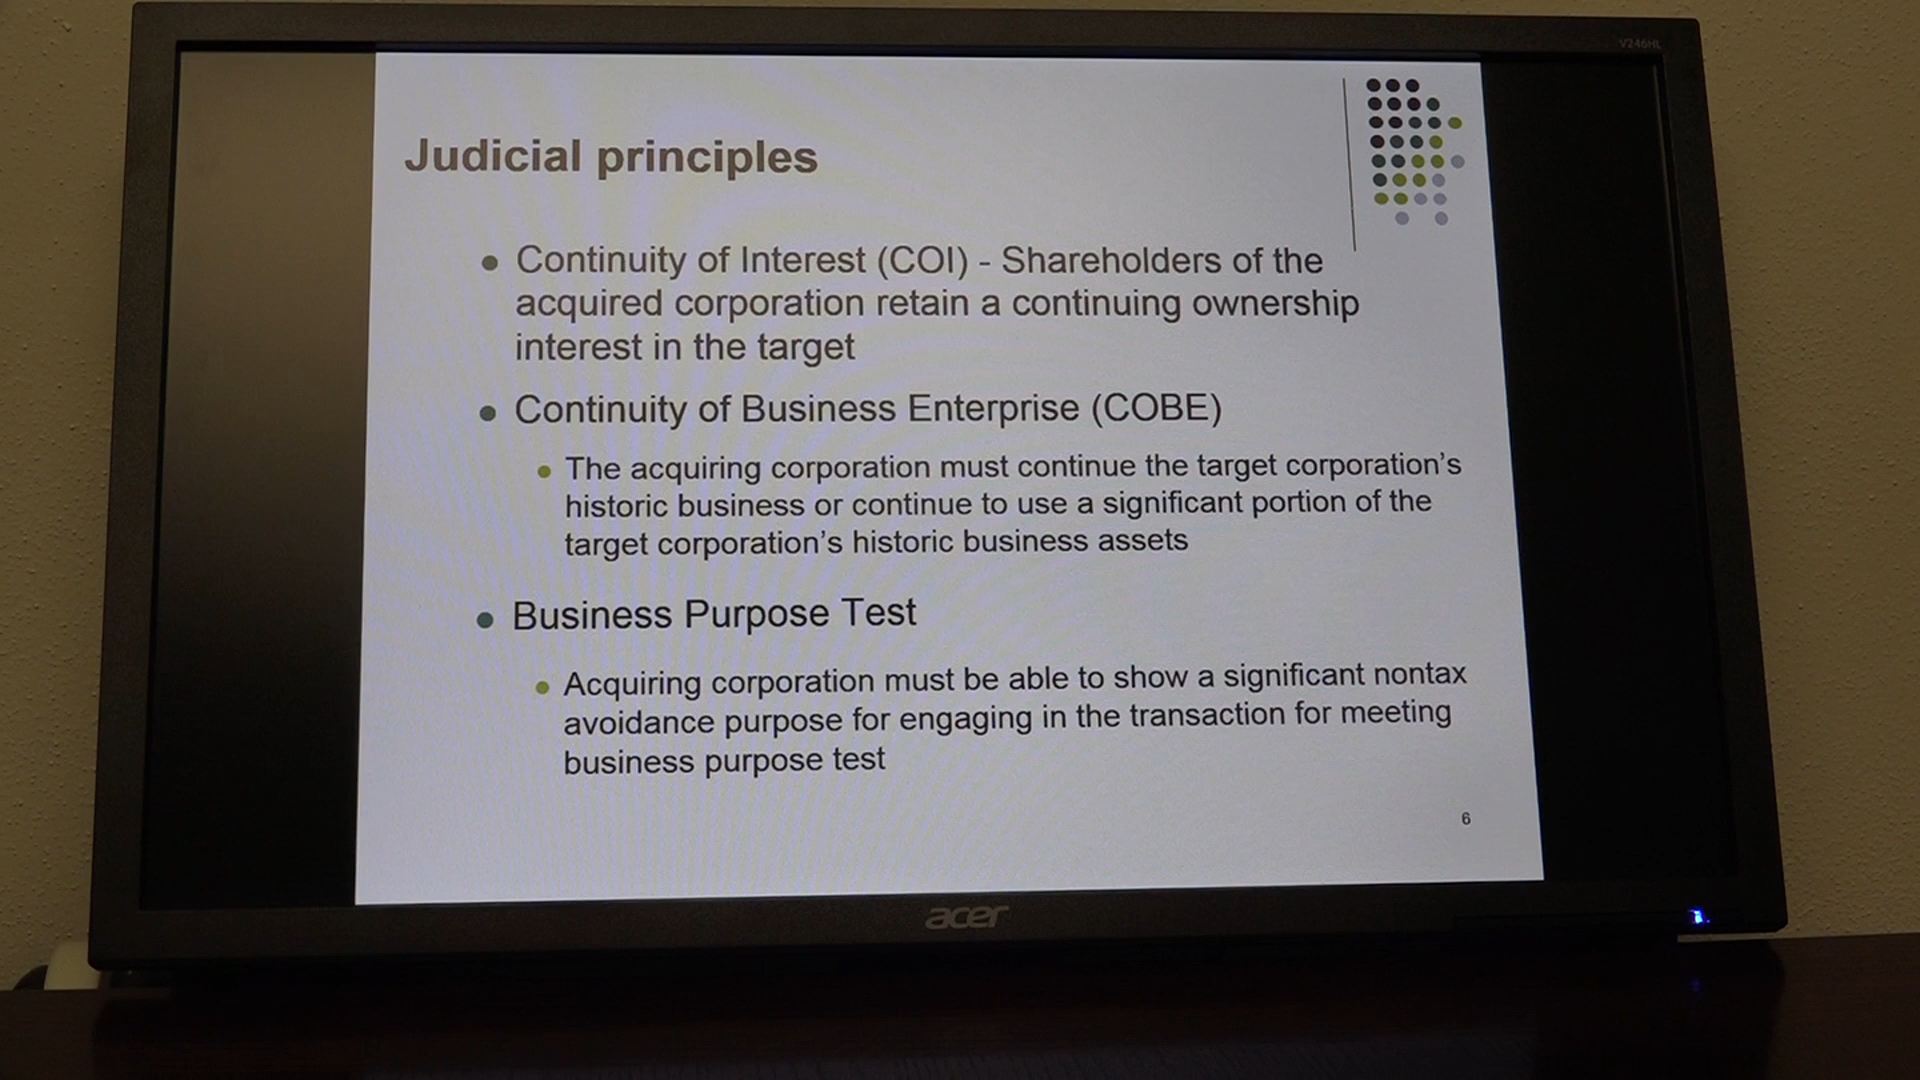 V246HL
Judicial principles
Continuity of Interest (COI) - Shareholders of the
acquired corporation retain a continuing ownership
interest in the target
Continuity of Business Enterprise (COBE)
The acquiring corporation must continue the target corporation's
historic business or continue to use a significant portion of the
target corporation's historic business assets
Business Purpose Test
Acquiring corporation must be able to show a significant nontax
avoidance purpose for engaging in the transaction for meeting
business purpose test
6
acer